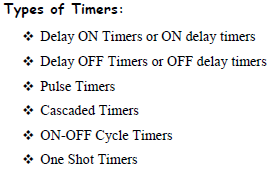 Types of Timers:
❖ Delay ON Timers or ON delay timers
❖ Delay OFF Timers or OFF delay timers
❖ Pulse Timers
❖ Cascaded Timers
❖ ON-OFF Cycle Timers
❖ One Shot Timers